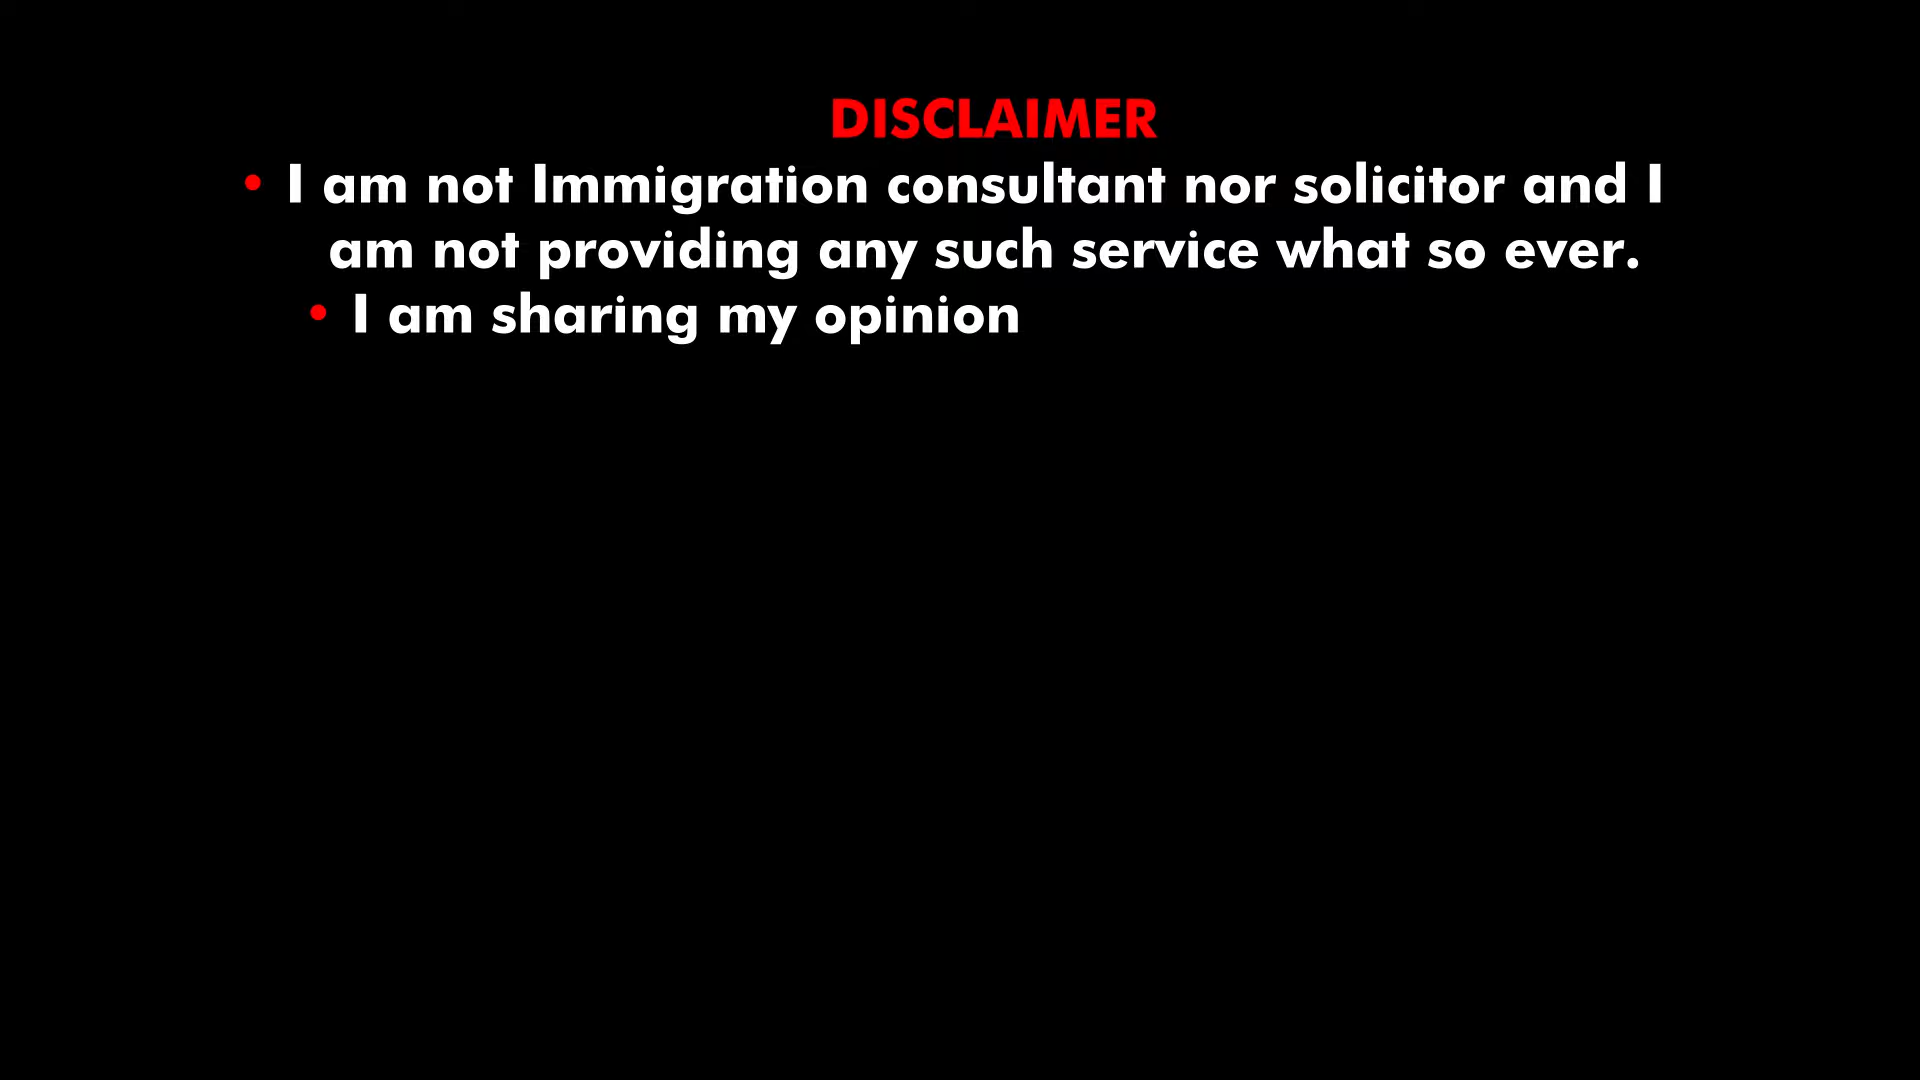 DISCLAIMER
• I am not Immigration consultant nor solicitor and I
am not providing any such service what so ever.
• I am sharing my opinion